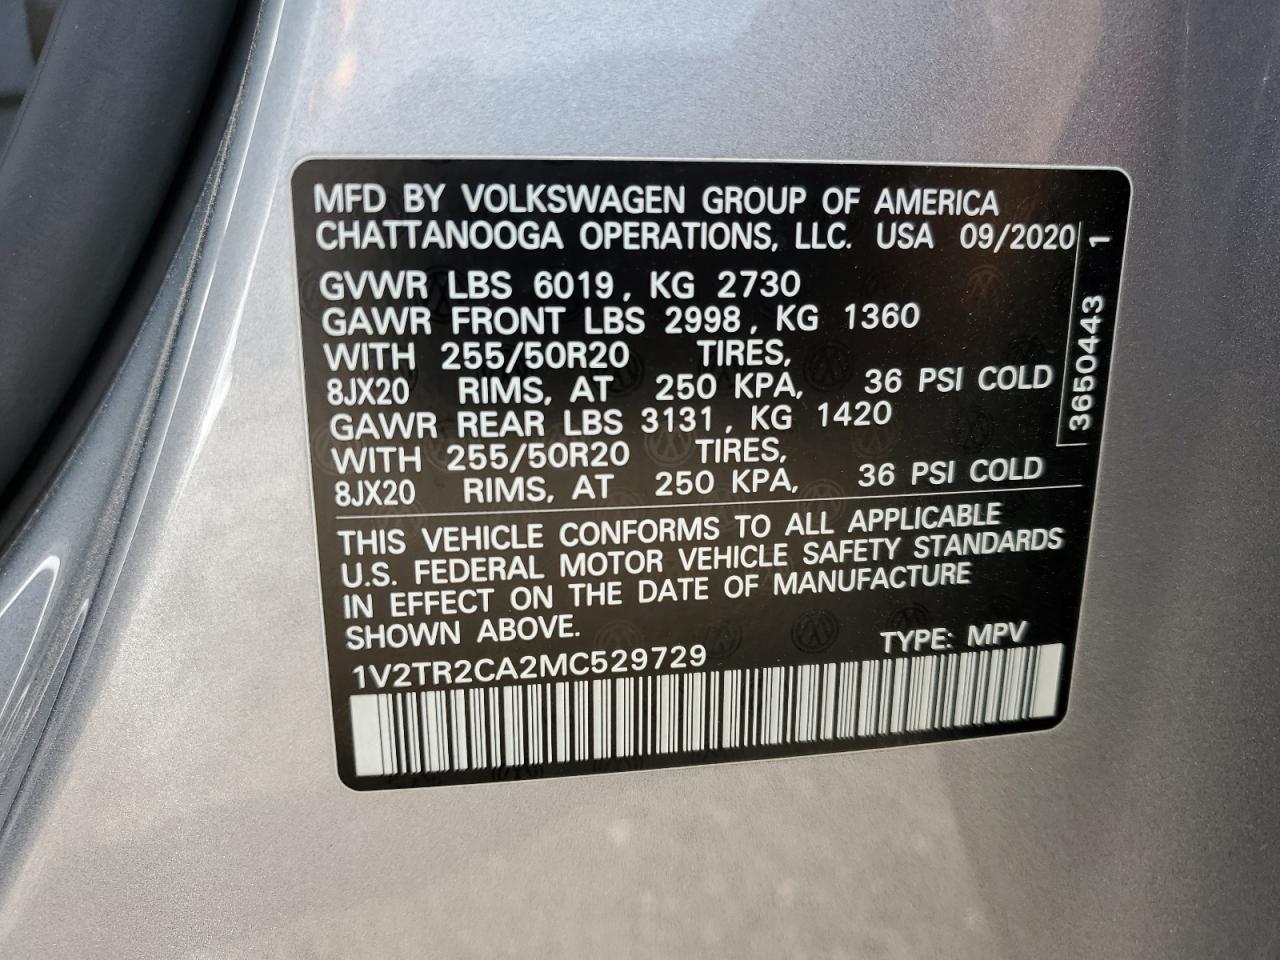 MFD BY VOLKSWAGEN GROUP OF AMERICA
CHATTANOOGA OPERATIONS, LLC. USA 09/2020
GVWR LBS 6019, KG 2730
GAWR FRONT LBS 2998, KG 1360
WITH 255/50R20 TIRES,
8JX20 RIMS, AT 250 KPA, 36 PSI COLD
GAWR REAR LBS 3131, KG 1420
WITH 255/50R20 TIRES,
8JX20 RIMS, AT 250 KPA, 36 PSI COLD
THIS VEHICLE CONFORMS TO ALL APPLICABLE
U.S. FEDERAL MOTOR VEHICLE SAFETY STANDARDS
IN EFFECT ON THE DATE OF MANUFACTURE
SHOWN ABOVE.
TYPE: MPV
1V2TR2CA2MC529729
3650443 1